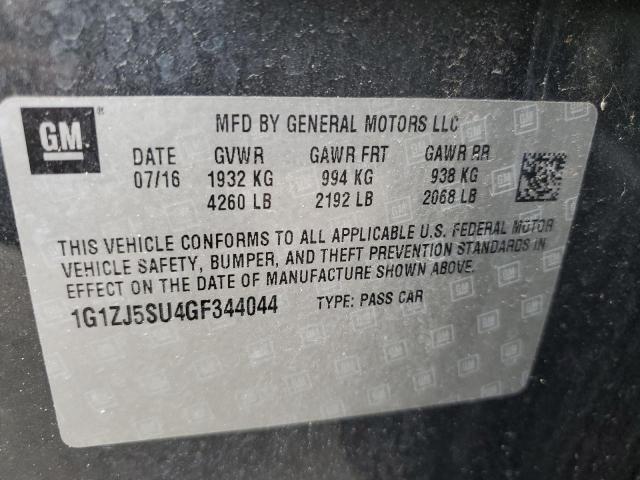 GM®
MFD BY GENERAL MOTORS LLC
DATE GVWR GAWR FRT GAWR RR
07/16 1932 KG 994 KG 938 KG
4260 LB 2192 LB 2068 LB
THIS VEHICLE CONFORMS TO ALL APPLICABLE U.S. FEDERAL MOTOR
VEHICLE SAFETY, BUMPER, AND THEFT PREVENTION STANDARDS IN
EFFECT ON THE DATE OF MANUFACTURE SHOWN ABOVE.
1G1ZJ5SU4GF344044 TYPE: PASS CAR